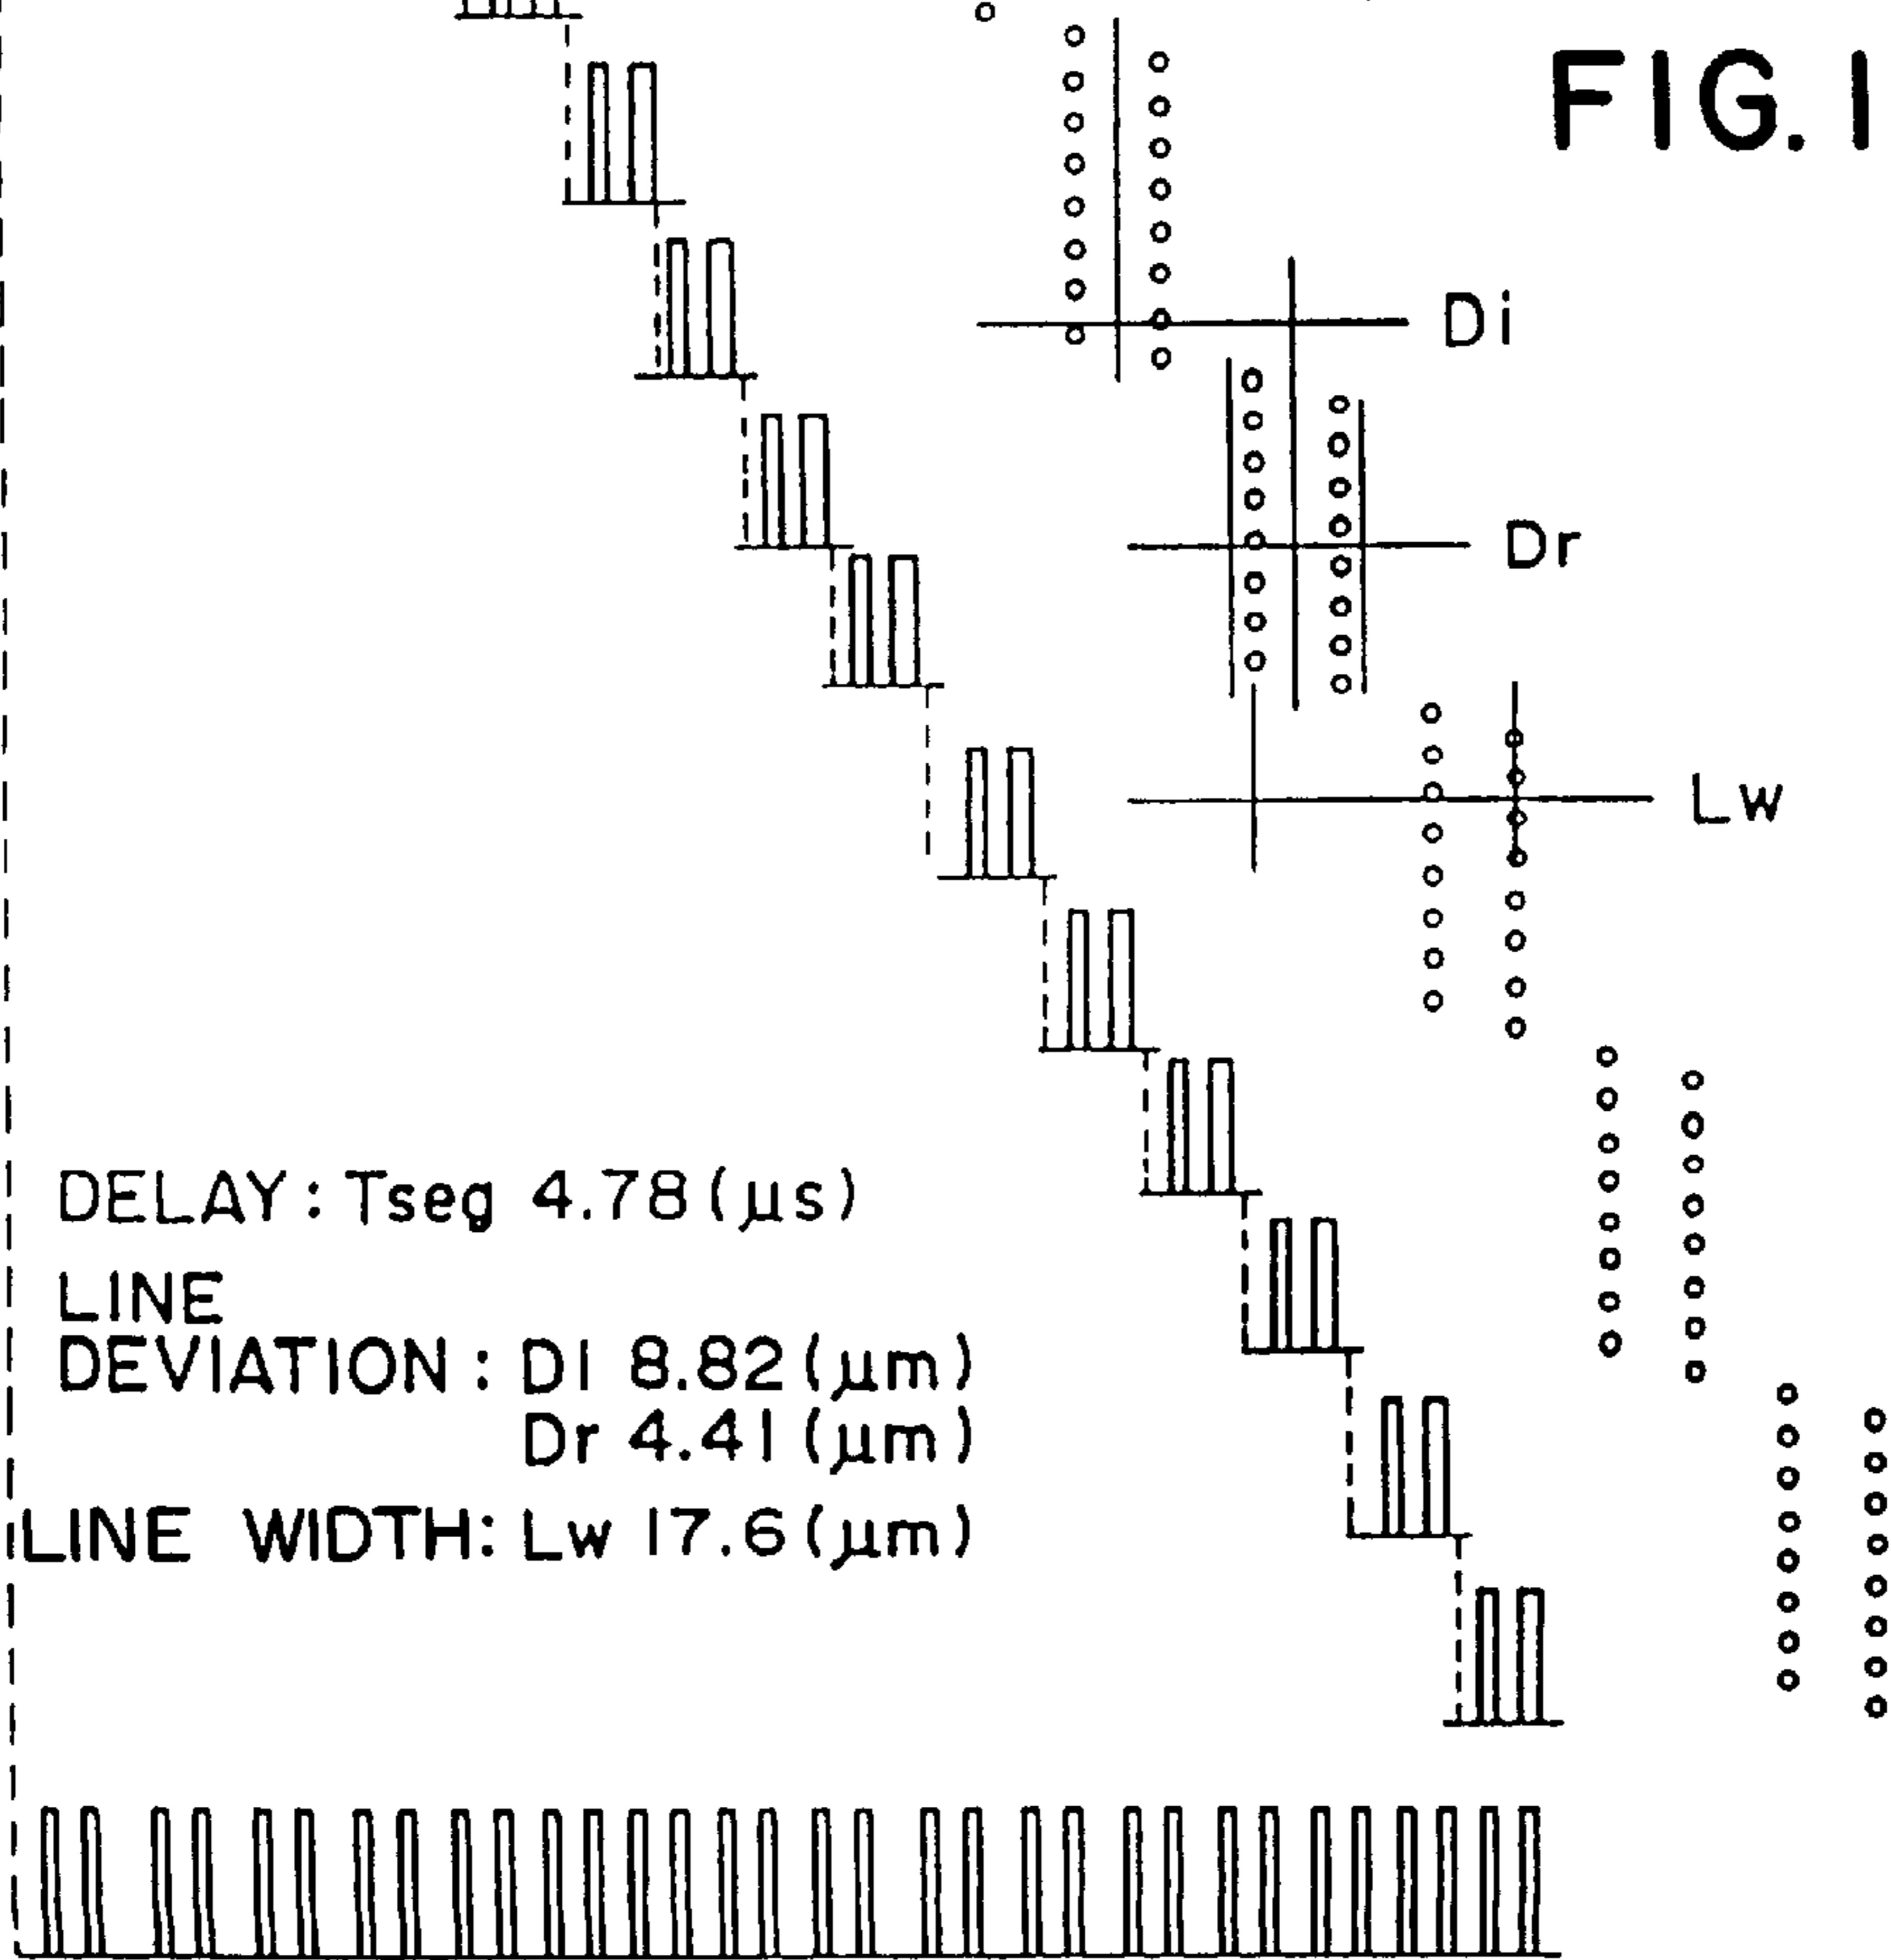 FIG. 1
Di
Dr
Lw
DELAY: Tseg 4.78(μs)
LINE
DEVIATION: DI 8.82(μm)
Dr 4.41(μm)
LINE WIDTH: Lw 17.6(μm)